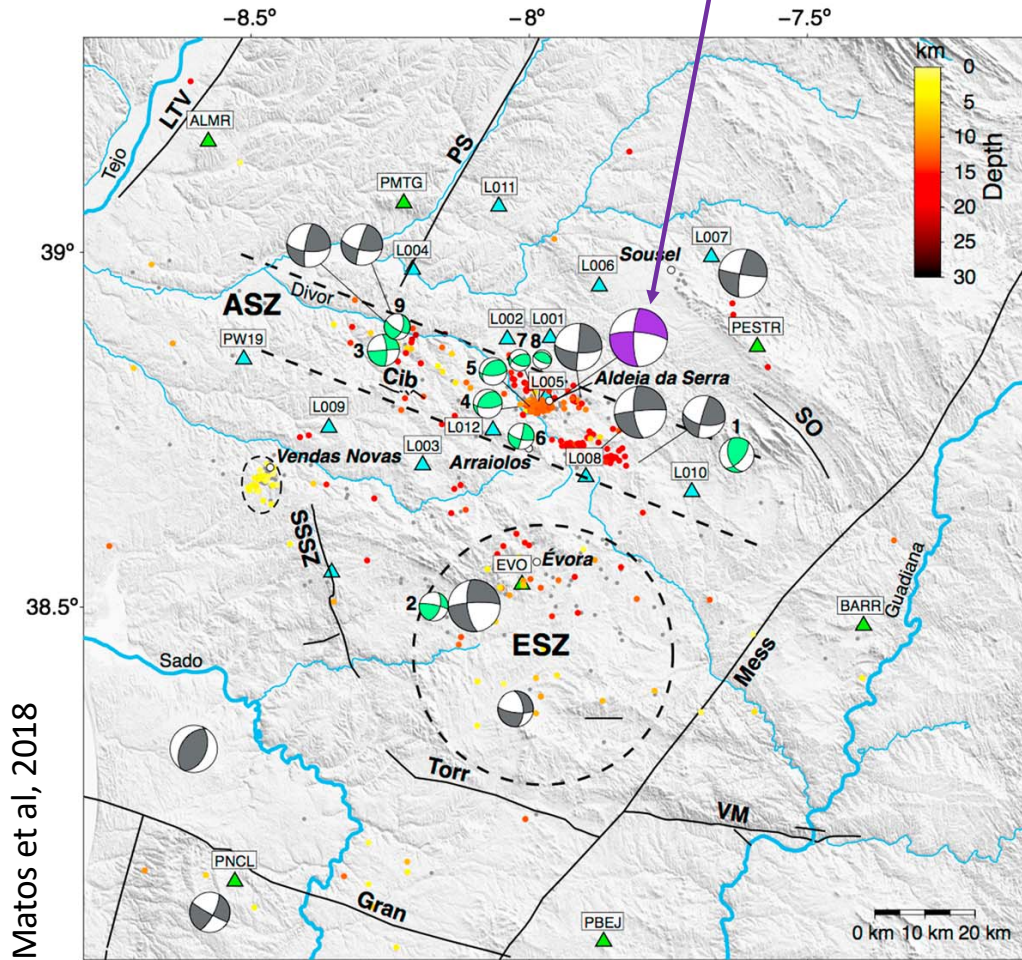 −8.5°
−8°
−7.5°
km
0
5
10
15
20
25
30
Depth
LTV
ALMR
Tejo
PS
PMTG
L011
L004
39°
Sousel
L007
L006
Divor
ASZ
9
L002
L001
PESTR
PW19
3
7
8
5
Cib
L005
Aldeia da Serra
4
SO
L009
L012
6
1
L003
Arraiolos
L008
L010
Vendas Novas
SSSZ
EVO
Évora
Guadiana
38.5°
2
BARR
ESZ
Sado
Mess
Torr
VM
PNCL
Gran
PBEJ
0 km 10 km 20 km
Matos et al, 2018